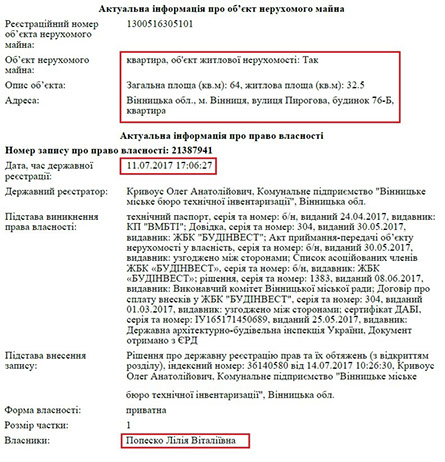 Актуальна інформація про об'єкт нерухомого майна
Реєстраційний номер 1300516305101
об'єкта нерухомого
майна:
Об'єкт нерухомого квартира, об'єкт житлової нерухомості: Так
майна:
Опис об'єкта: Загальна площа (кв.м): 64, житлова площа (кв.м): 32.5
Адреса: Вінницька обл., м. Вінниця, вулиця Пирогова, будинок 76-Б,
квартира
Актуальна інформація про право власності
Номер запису про право власності: 21387941
Дата, час державної 11.07.2017 17:06:27
реєстрації:
Державний реєстратор: Кривоус Олег Анатолійович, Комунальне підприємство "Вінницьке
міське бюро технічної інвентаризації", Вінницька обл.
Підстава виникнення технічний паспорт, серія та номер: б/н, виданий 24.04.2017, видавник:
права власності: КП "ВМБТІ"; Довідка, серія та номер: 304, виданий 30.05.2017,
видавник: ЖБК "БУДІНВЕСТ"; Акт приймання-передачі об'єкту
нерухомості у власність, серія та номер: б/н, виданий 30.05.2017,
видавник: узгоджено між сторонами; Список асоційованих членів
ЖБК «БУДІНВЕСТ», серія та номер: б/н, видавник: ЖБК
«БУДІНВЕСТ»; рішення, серія та номер: 1383, виданий 08.06.2017,
видавник: Виконавчий комітет Вінницької міської ради; Договір про
сплату внесків у ЖБК "БУДІНВЕСТ", серія та номер: 304, виданий
01.03.2017, видавник: узгоджено між сторонами; сертифікат ДАБІ,
серія та номер: ІУ165171450689, виданий 25.05.2017, видавник:
Державна архітектурно-будівельна інспекція України, Документ
отримано з ЄРД
Підстава внесення Рішення про державну реєстрацію прав та їх обтяжень (з відкриттям
запису: розділу), індексний номер: 36140580 від 14.07.2017 10:26:30, Кривоус
Олег Анатолійович, Комунальне підприємство "Вінницьке міське
бюро технічної інвентаризації", Вінницька обл.
Форма власності: приватна
Розмір частки: 1
Власники: Попеско Лілія Віталіївна